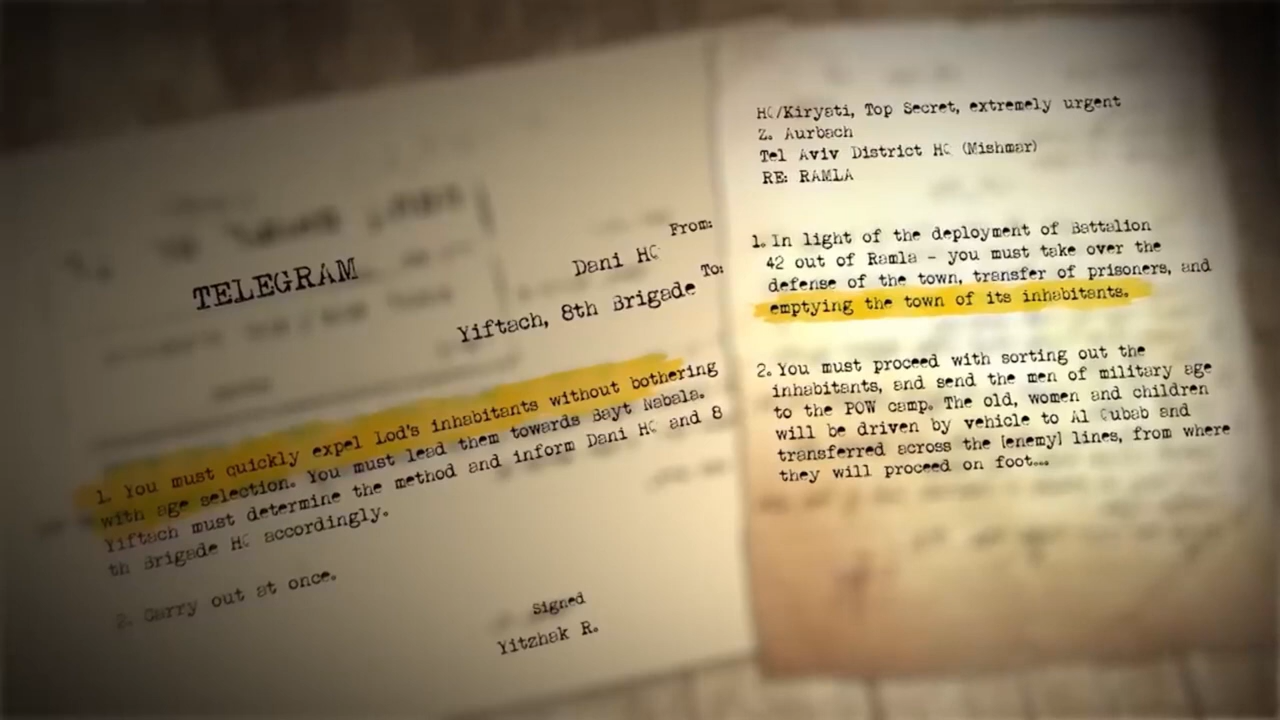 TELEGRAM
From:
Dani HQ
To:
Yiftach, 8th Brigade
1. You must quickly expel Lod's inhabitants without bothering
with age selection. You must lead them towards Bayt Nabala.
Yiftach must determine the method and inform Dani HQ and 8
th Brigade HQ accordingly.
2. Carry out at once.
Signed
Yitzhak R.
HQ/Kiryati, Top Secret, extremely urgent
Z. Aurbach
Tel Aviv District HQ (Mishmar)
RE: RAMLA
1. In light of the deployment of Battalion
42 out of Ramla - you must take over the
defense of the town, transfer of prisoners, and
emptying the town of its inhabitants.
2. You must proceed with sorting out the
inhabitants, and send the men of military age
to the POW camp. The old, women and children
will be driven by vehicle to Al Qubab and
transferred across the [enemy] lines, from where
they will proceed on foot...